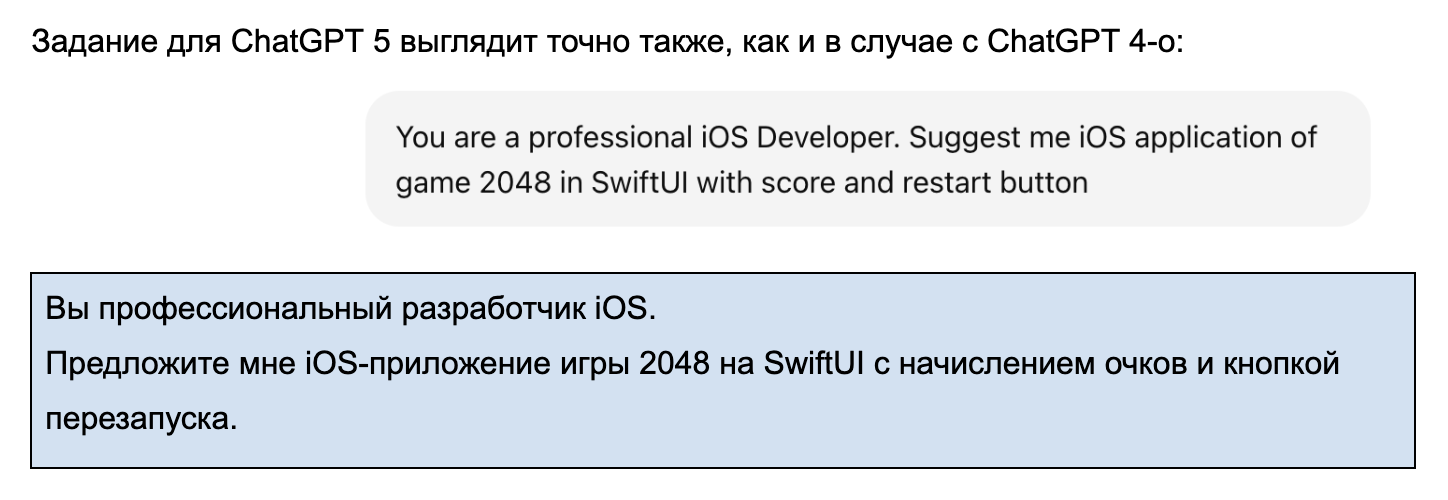 Задание для ChatGPT 5 выглядит точно также, как и в случае с ChatGPT 4-o:
You are a professional iOS Developer. Suggest me iOS application of
game 2048 in SwiftUI with score and restart button
Вы профессиональный разработчик iOS.
Предложите мне iOS-приложение игры 2048 на SwiftUI с начислением очков и кнопкой
перезапуска.